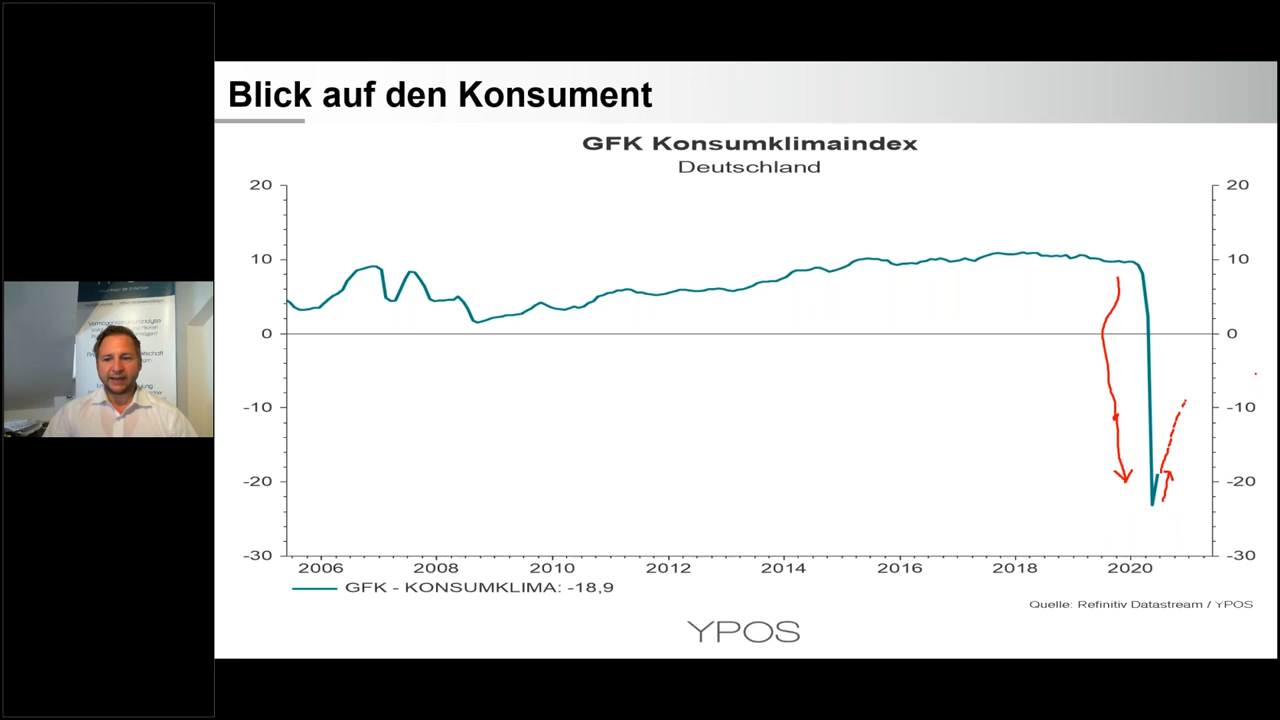 Blick auf den Konsument
GFK Konsumklimaindex
Deutschland
20 20
10 10
0 0
-10 -10
-20 -20
-30 -30
2006 2008 2010 2012 2014 2016 2018 2020
GFK - KONSUMKLIMA: -18,9
Quelle: Refinitiv Datastream / YPOS
YPOS